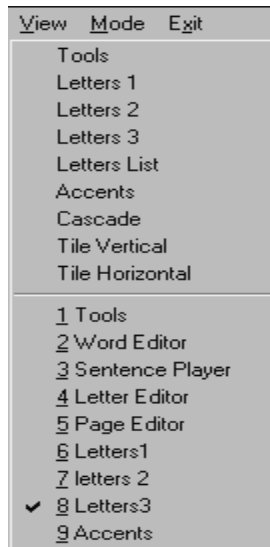 View Mode Exit
Tools
Letters 1
Letters 2
Letters 3
Letters List
Accents
Cascade
Tile Vertical
Tile Horizontal
1 Tools
2 Word Editor
3 Sentence Player
4 Letter Editor
5 Page Editor
6 Letters1
7 letters 2
8 Letters3
9 Accents